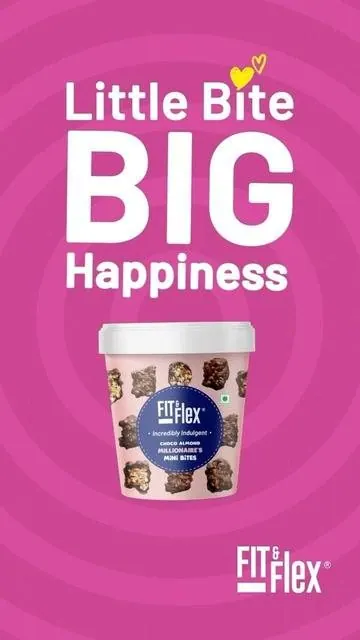 Little Bite
BIG
Happiness
FIT & Flex®
• Incredibly Indulgent •
CHOCO ALMOND
MILLIONAIRE'S
MINI BITES
FIT & Flex®